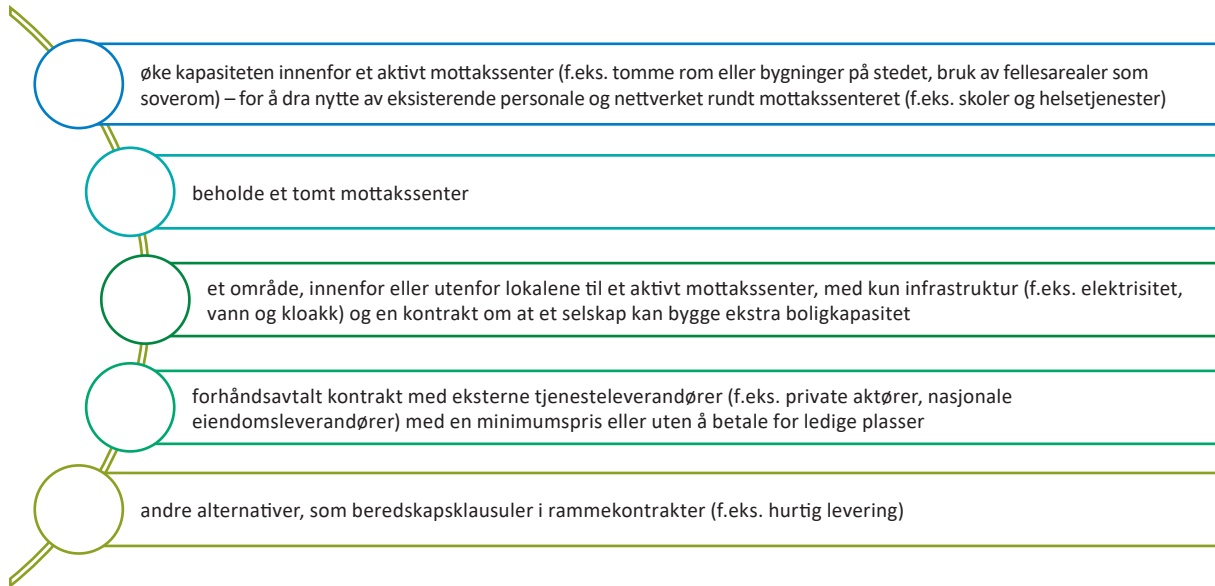 øke kapasiteten innenfor et aktivt mottakssenter (f.eks. tomme rom eller bygninger på stedet, bruk av fellesarealer som
soverom) – for å dra nytte av eksisterende personale og nettverket rundt mottakssenteret (f.eks. skoler og helsetjenester)
beholde et tomt mottakssenter
et område, innenfor eller utenfor lokalene til et aktivt mottakssenter, med kun infrastruktur (f.eks. elektrisitet,
vann og kloakk) og en kontrakt om at et selskap kan bygge ekstra boligkapasitet
forhåndsavtalt kontrakt med eksterne tjenesteleverandører (f.eks. private aktører, nasjonale
eiendomsleverandører) med en minimumspris eller uten å betale for ledige plasser
andre alternativer, som beredskapsklausuler i rammekontrakter (f.eks. hurtig levering)